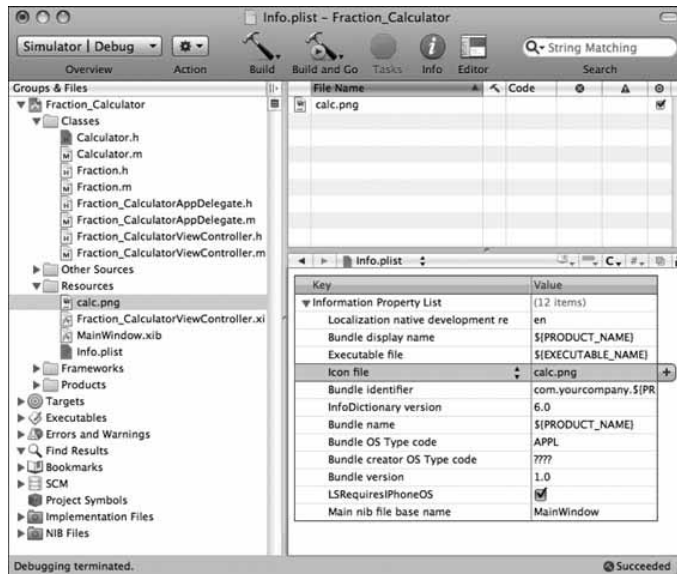 Info.plist – Fraction_Calculator
Simulator | Debug
String Matching
Overview
Action
Build
Build and Go
Tasks
Info
Editor
Search
Groups & Files
Fraction_Calculator
Classes
Calculator.h
Calculator.m
Fraction.h
Fraction.m
Fraction_CalculatorAppDelegate.h
Fraction_CalculatorAppDelegate.m
Fraction_CalculatorViewController.h
Fraction_CalculatorViewController.m
Other Sources
Resources
calc.png
Fraction_CalculatorViewController.xi
MainWindow.xib
Info.plist
Frameworks
Products
Targets
Executables
Errors and Warnings
Find Results
Bookmarks
SCM
Project Symbols
Implementation Files
NIB Files
File Name
Code
calc.png
Info.plist
C
#
Key
Value
Information Property List
(12 items)
Localization native development re
en
Bundle display name
${PRODUCT_NAME}
Executable file
${EXECUTABLE_NAME}
Icon file
calc.png
Bundle identifier
com.yourcompany.${PR
InfoDictionary version
6.0
Bundle name
${PRODUCT_NAME}
Bundle OS Type code
APPL
Bundle creator OS Type code
????
Bundle version
1.0
LSRequiresIPhoneOS
Main nib file base name
MainWindow
Debugging terminated.
Succeeded